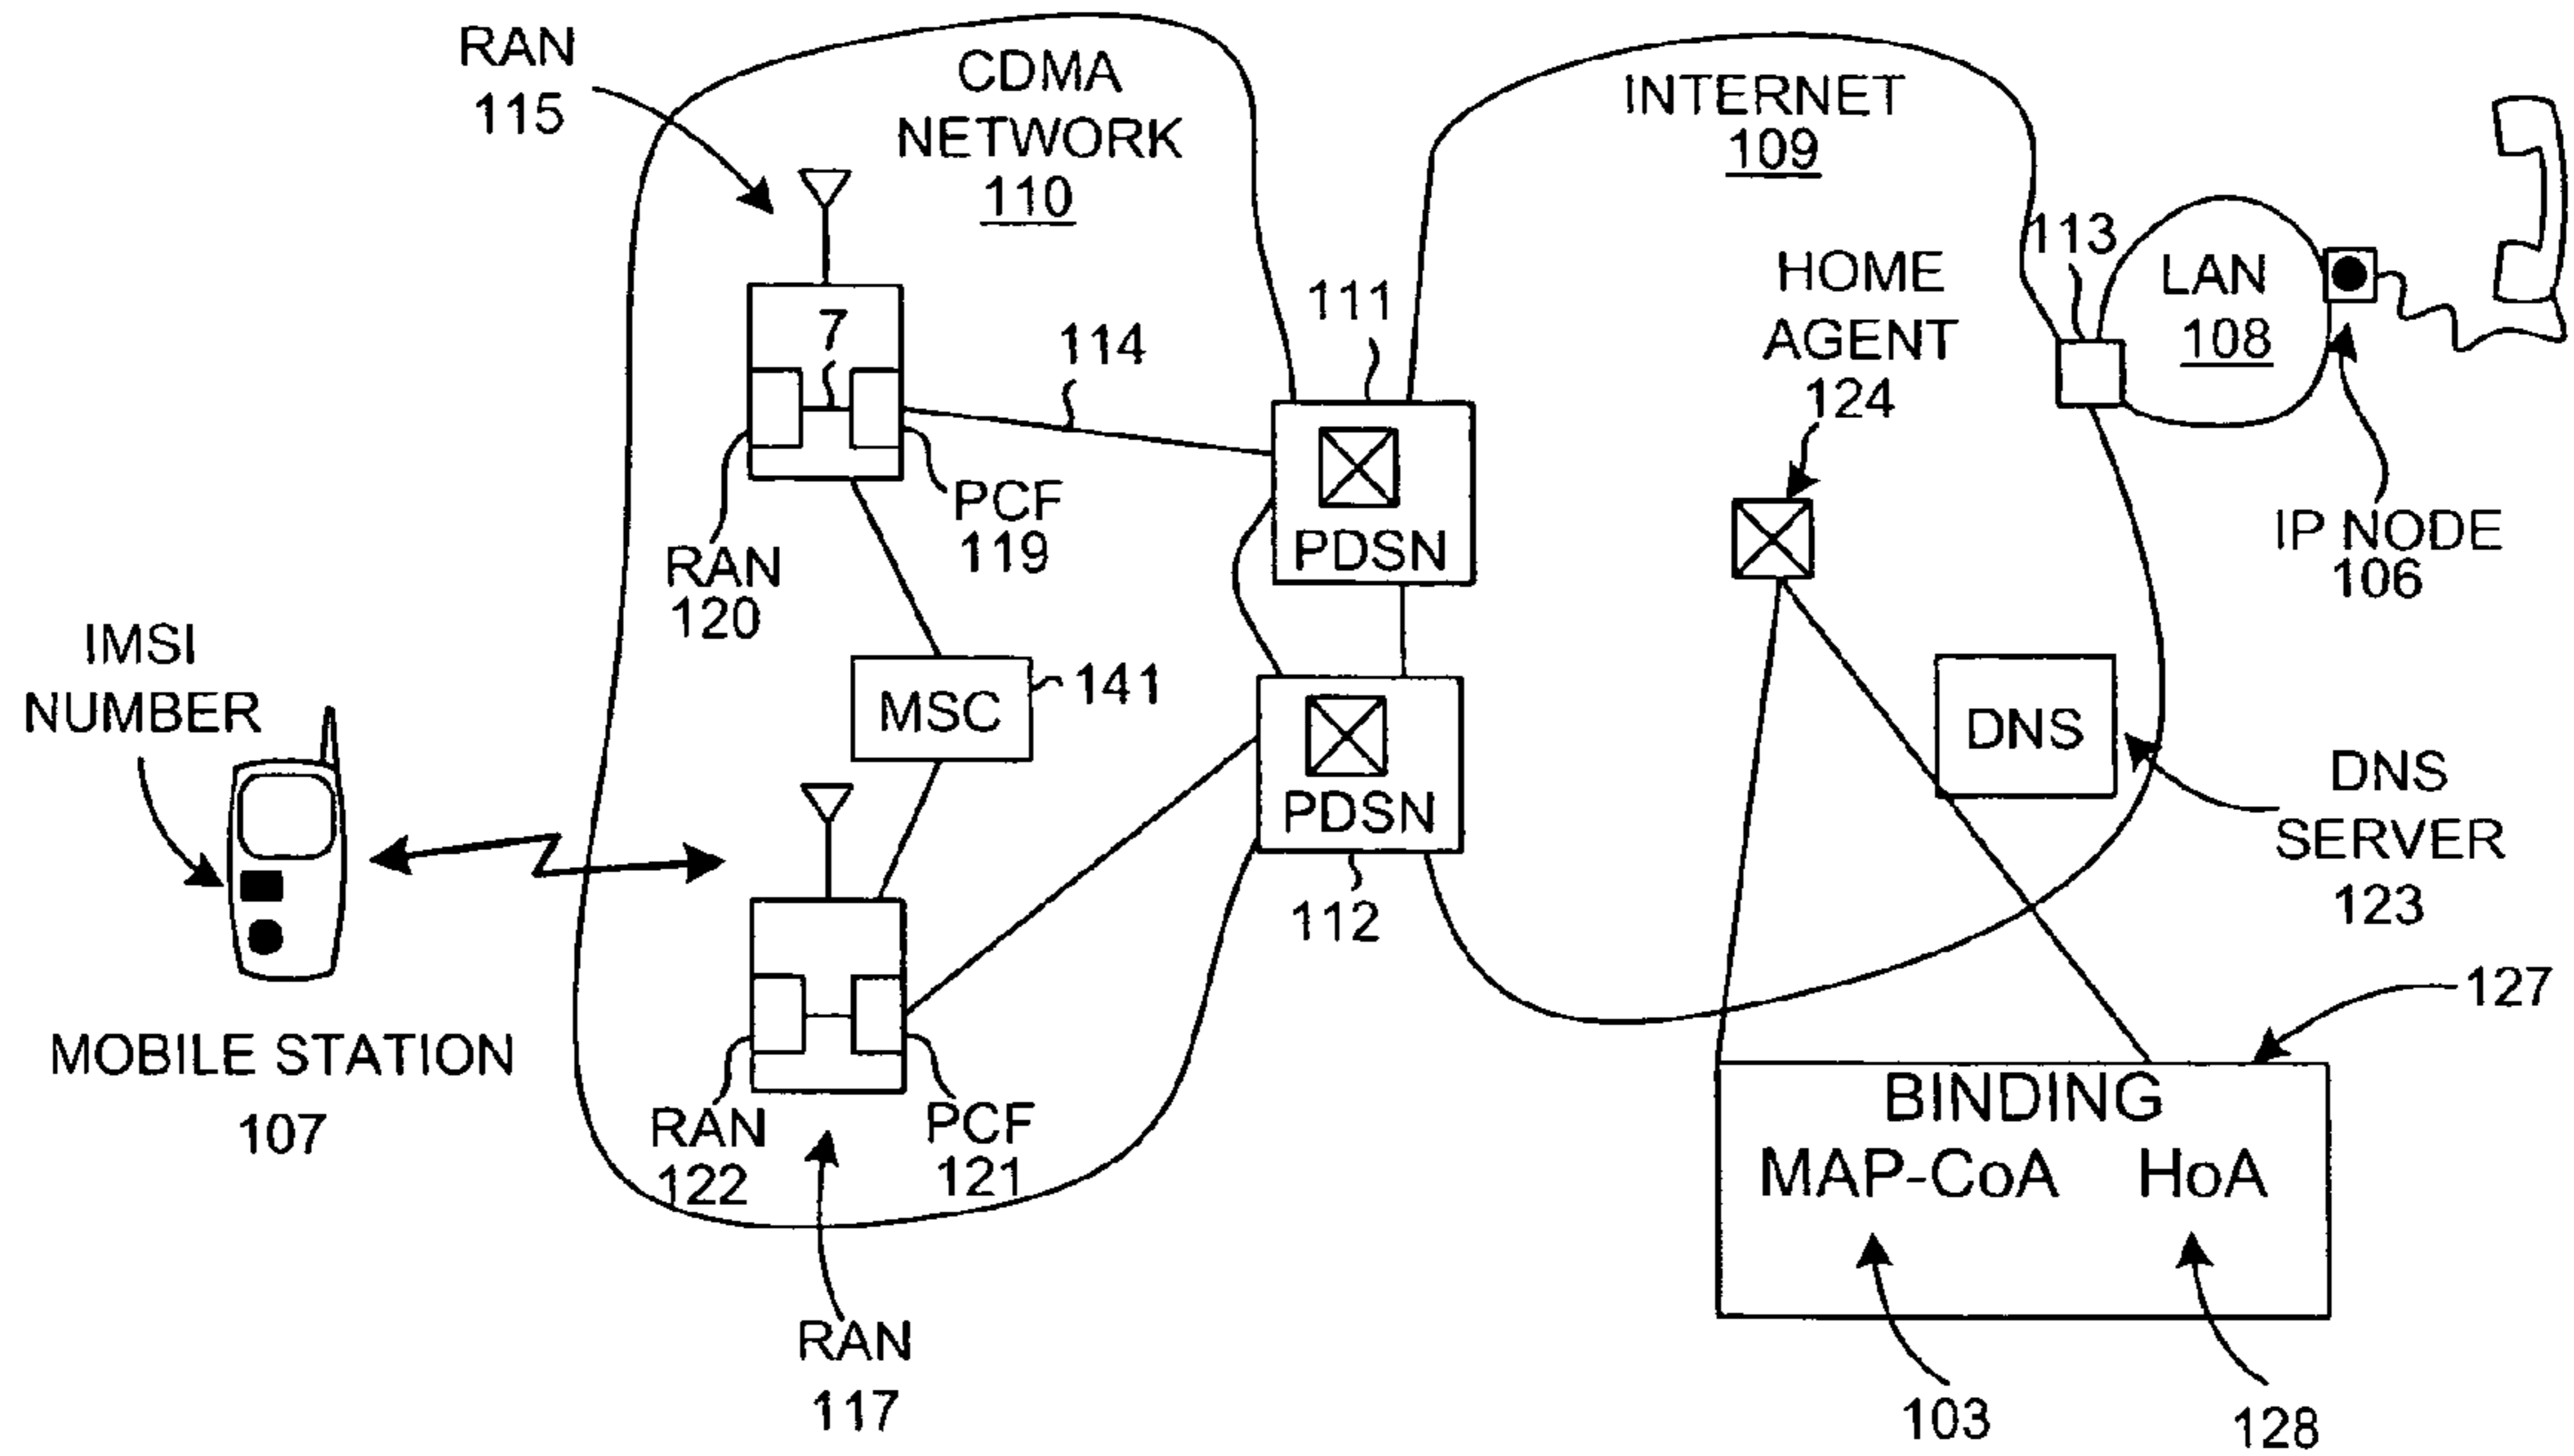 RAN
115
CDMA
NETWORK
110
INTERNET
109
113
LAN
108
HOME
AGENT
124
111
114
7
PDSN
PCF
119
RAN
120
IP NODE
106
IMSI
NUMBER
MSC
141
DNS
PDSN
DNS
SERVER
123
112
127
MOBILE STATION
107
RAN
122
PCF
121
BINDING
MAP-CoA HoA
RAN
117
103
128